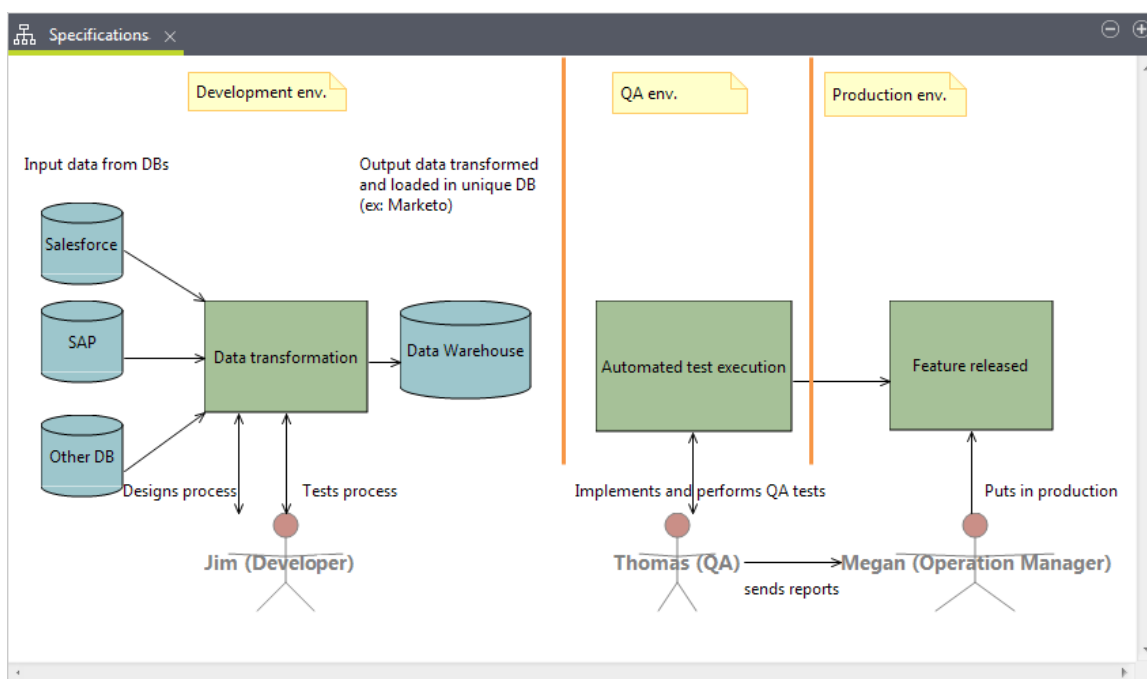 Specifications
Development env.
QA env.
Production env.
Input data from DBs
Output data transformed
and loaded in unique DB
(ex: Marketo)
Salesforce
SAP
Other DB
Data transformation
Data Warehouse
Automated test execution
Feature released
Designs process
Tests process
Implements and performs QA tests
Puts in production
Jim (Developer)
Thomas (QA)
Megan (Operation Manager)
sends reports